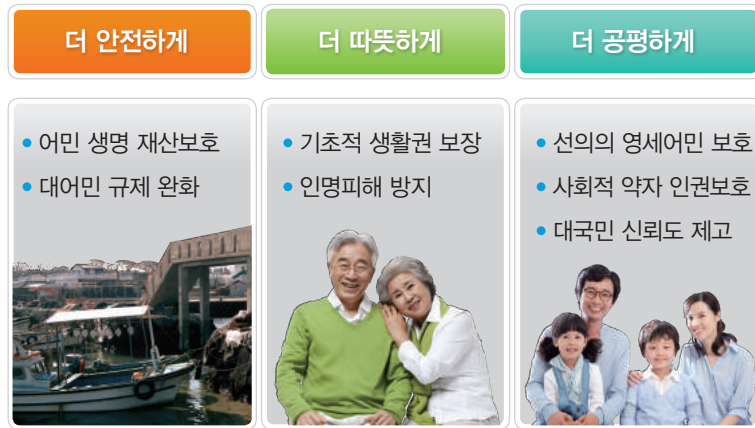 더 안전하게
어민 생명 재산보호
대어민 규제 완화
더 따뜻하게
기초적 생활권 보장
인명피해 방지
더 공평하게
선의의 영세어민 보호
사회적 약자 인권보호
대국민 신뢰도 제고